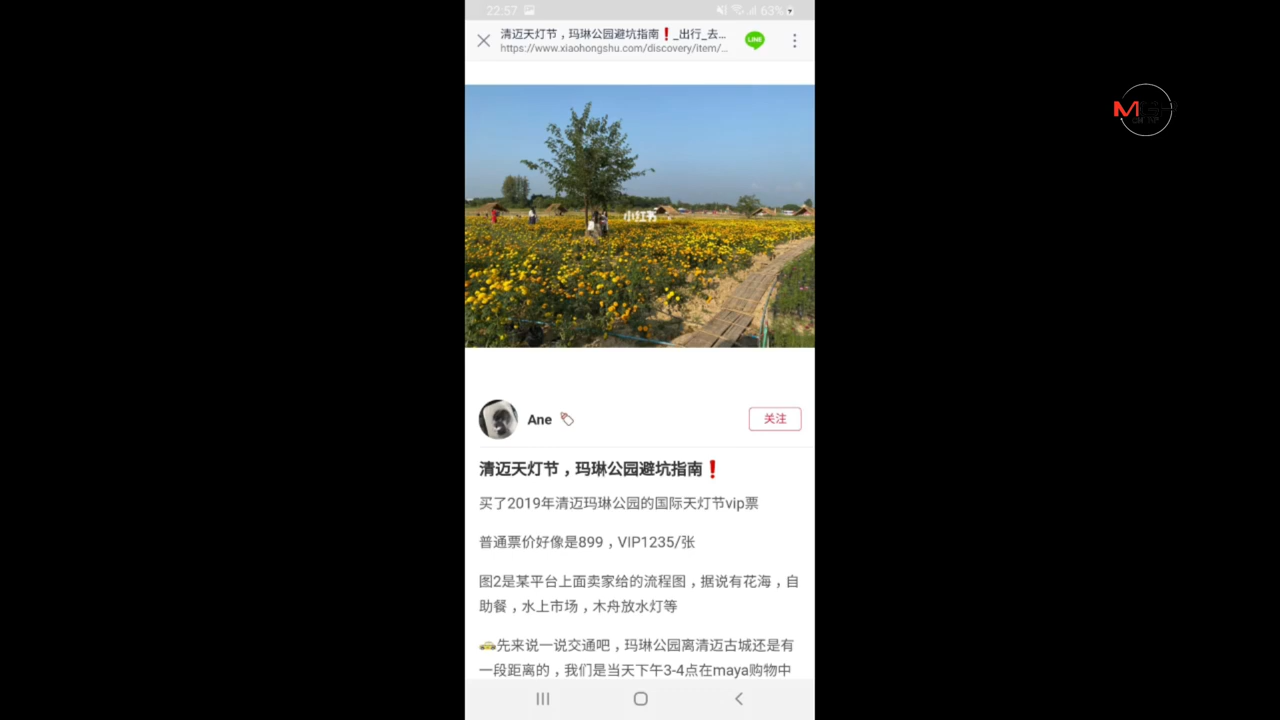 22:57
63%
清迈天灯节，玛琳公园避坑指南❗_出行_去...
https://www.xiaohongshu.com/discovery/item/...
LINE
小红书
Ane
关注
清迈天灯节，玛琳公园避坑指南❗
买了2019年清迈玛琳公园的国际天灯节vip票
普通票价好像是899，VIP1235/张
图2是某平台上面卖家给的流程图，据说有花海，自
助餐，水上市场，木舟放水灯等
🚕先来说一说交通吧，玛琳公园离清迈古城还是有
一段距离的，我们是当天下午3-4点在maya购物中